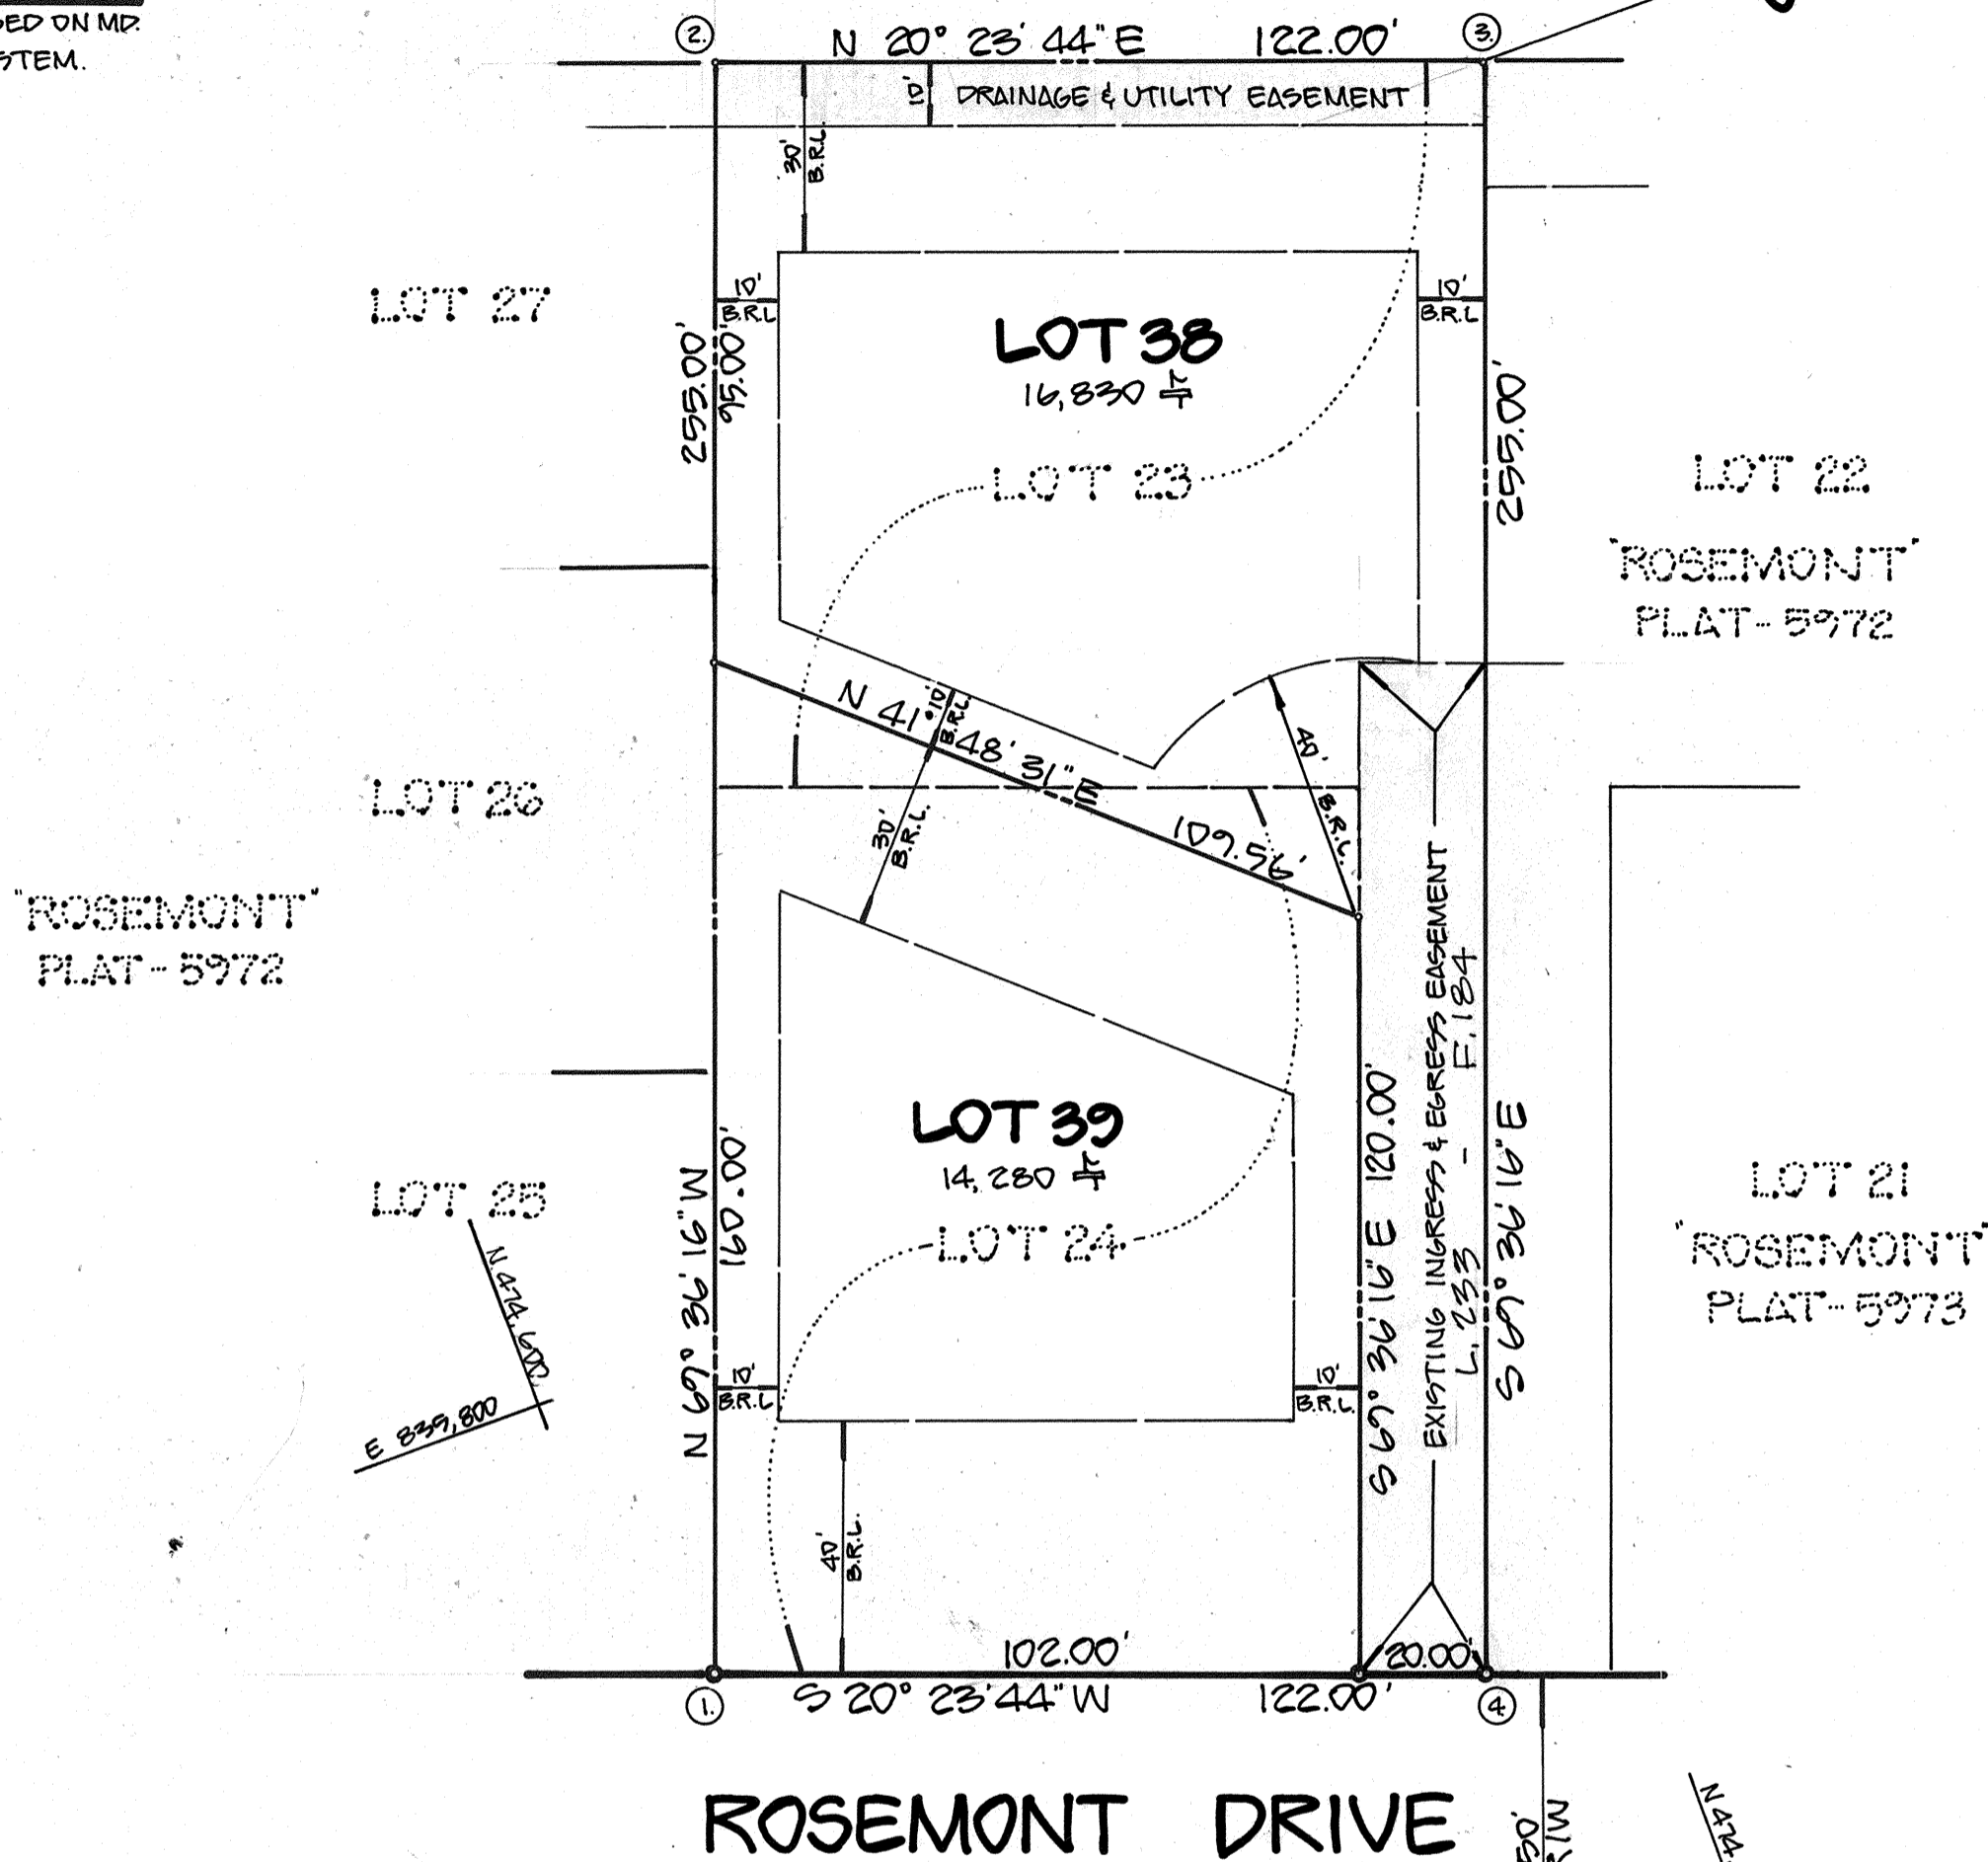 SED ON MD.
STEM.
2.
N 20° 23' 44" E 122.00'
3.
10' DRAINAGE & UTILITY EASEMENT
30'
B.R.L.
10'
B.R.L
10'
B.R.L
LOT 27
LOT 38
16,830
255.00'
95.00'
255.00'
LOT 23
LOT 22
"ROSEMONT"
PLAT-5972
N 41° 48' 31" E
109.56'
10'
B.R.L.
30'
B.R.L.
40'
B.R.L.
LOT 26
"ROSEMONT"
PLAT-5972
EXISTING INGRESS & EGRESS EASEMENT
L. 233 - F. 184
LOT 39
14,280
LOT 24
N 69° 36' 16" W
160.00'
S 69° 36' 16" E 120.00'
S 69° 36' 16" E
LOT 25
LOT 21
"ROSEMONT"
PLAT-5973
N 474,600
E 839,800
10'
B.R.L
10'
B.R.L.
40'
B.R.L.
102.00'
20.00'
1.
S 20° 23' 44" W 122.00'
4.
ROSEMONT DRIVE
50'
R/W
N 474,